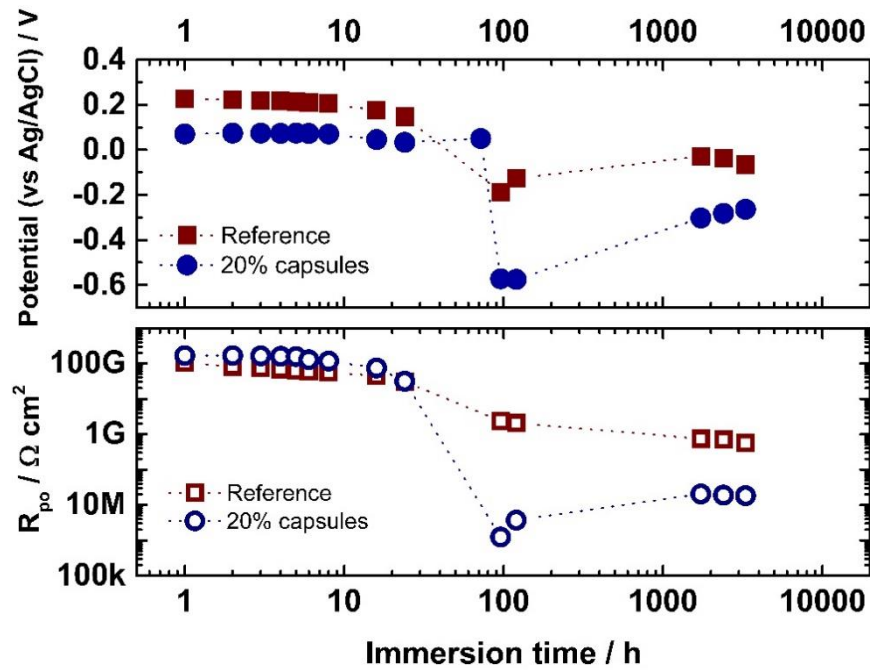 1 10 100 1000 10000
Potential (vs Ag/AgCl) / V
0.4
0.2
0.0
-0.2
-0.4
-0.6
Reference
20% capsules
R_po / Ω cm²
100G
1G
10M
100k
Reference
20% capsules
1 10 100 1000 10000
Immersion time / h